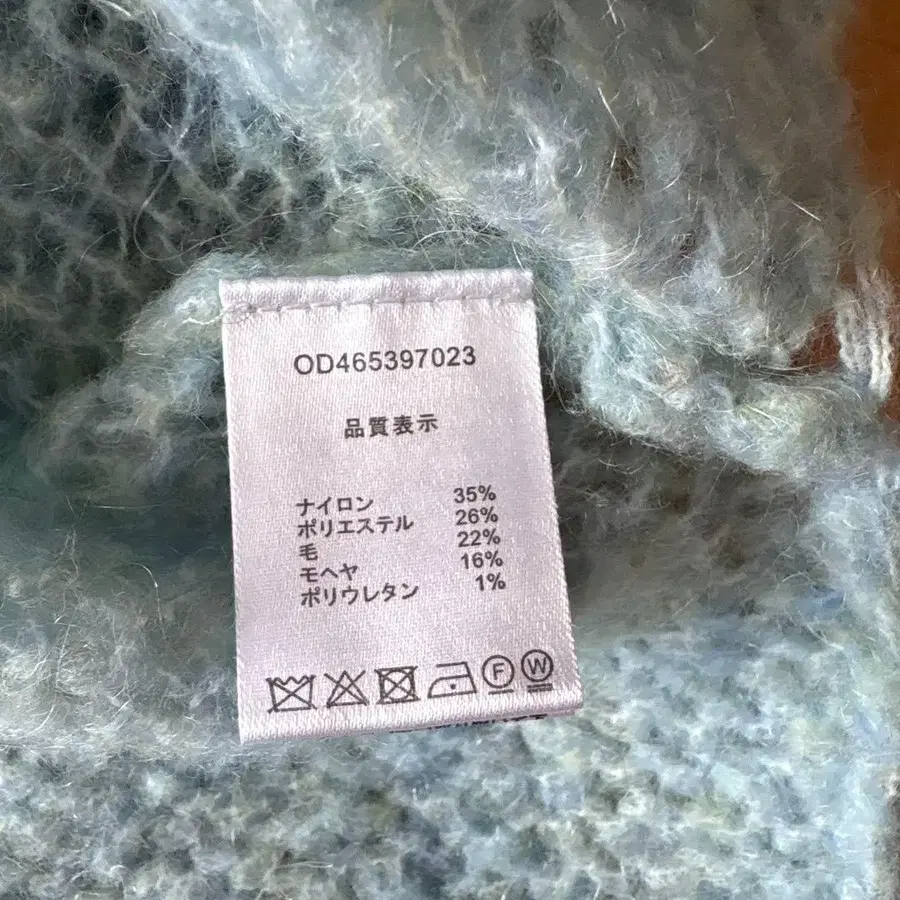 OD465397023
品質表示
ナイロン 35%
ポリエステル 26%
毛 22%
モヘヤ 16%
ポリウレタン 1%
F W